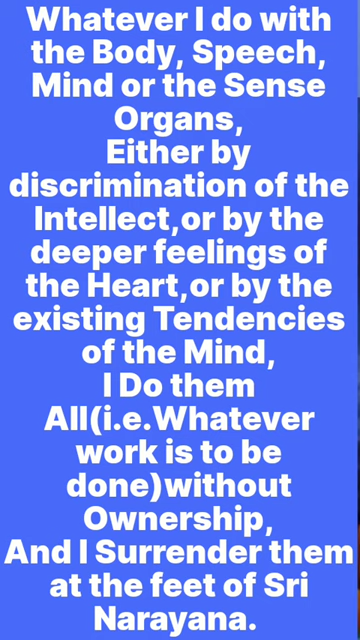 Whatever I do with
the Body, Speech,
Mind or the Sense
Organs,
Either by
discrimination of the
Intellect,or by the
deeper feelings of
the Heart,or by the
existing Tendencies
of the Mind,
I Do them
All(i.e.Whatever
work is to be
done)without
Ownership,
And I Surrender them
at the feet of Sri
Narayana.